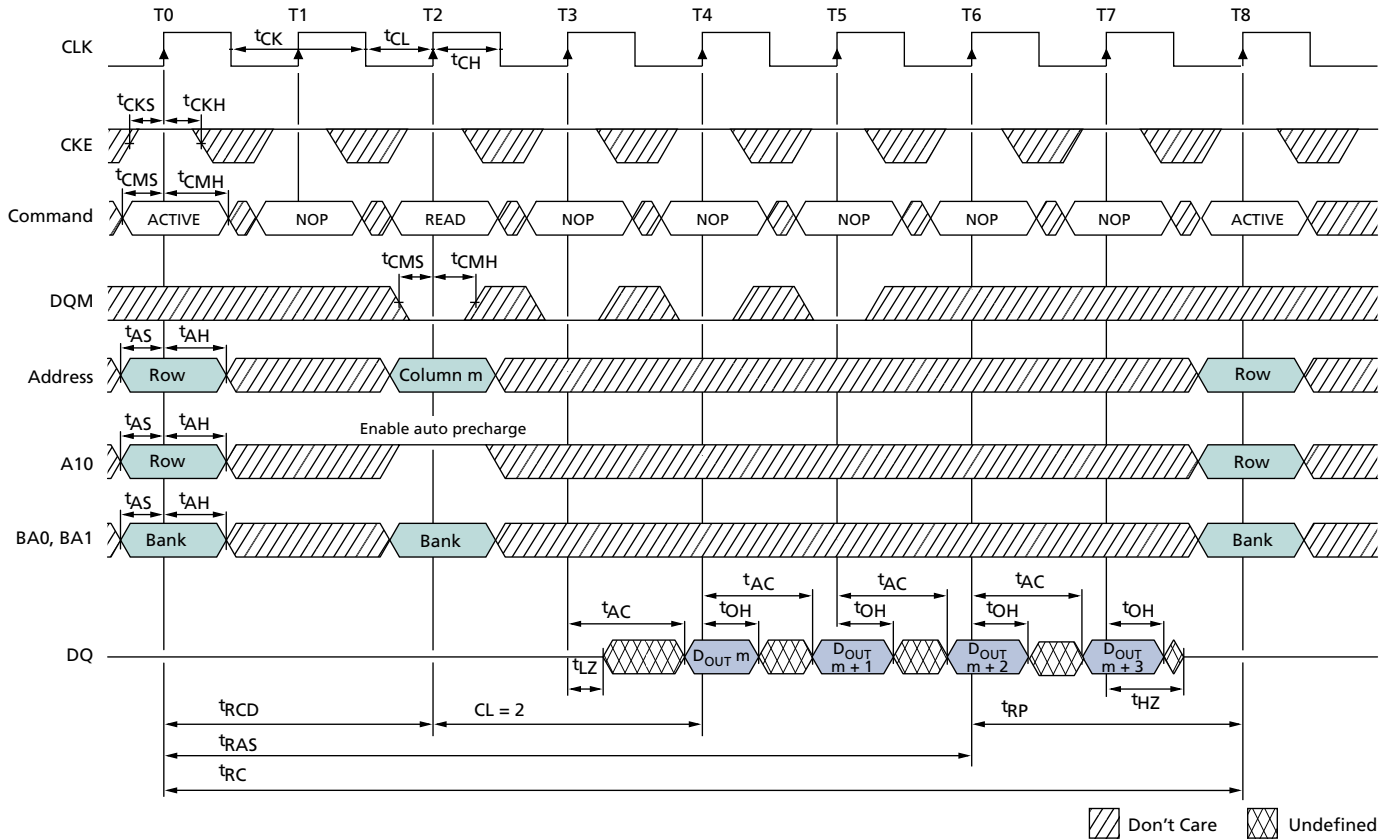 T0 T1 T2 T3 T4 T5 T6 T7 T8
CLK
tCK tCL
tCH
tCKS tCKH
CKE
tCMS tCMH
Command ACTIVE NOP READ NOP NOP NOP NOP NOP ACTIVE
tCMS tCMH
DQM
tAS tAH
Address Row Column m Row
Enable auto precharge
tAS tAH
A10 Row Row
tAS tAH
BA0, BA1 Bank Bank Bank
tAC tAC tAC
tAC tOH tOH tOH tOH
DQ DOUT m DOUT m + 1 DOUT m + 2 DOUT m + 3
tLZ tHZ
tRCD CL = 2 tRP
tRAS
tRC
Don't Care Undefined